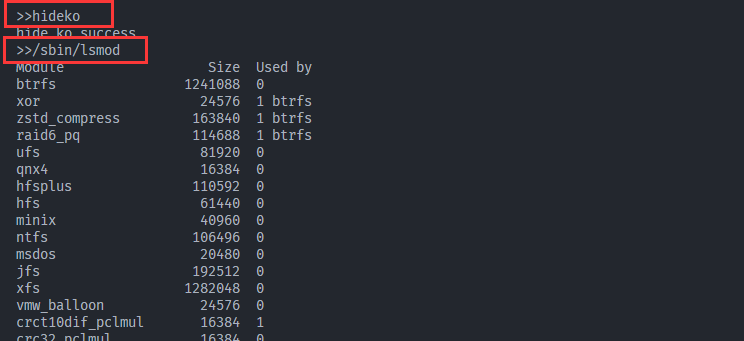 >>hideko
hide ko success
>>/sbin/lsmod
Module Size Used by
btrfs 1241088 0
xor 24576 1 btrfs
zstd_compress 163840 1 btrfs
raid6_pq 114688 1 btrfs
ufs 81920 0
qnx4 16384 0
hfsplus 110592 0
hfs 61440 0
minix 40960 0
ntfs 106496 0
msdos 20480 0
jfs 192512 0
xfs 1282048 0
vmw_balloon 24576 0
crct10dif_pclmul 16384 1
crc32_pclmul 16384 0